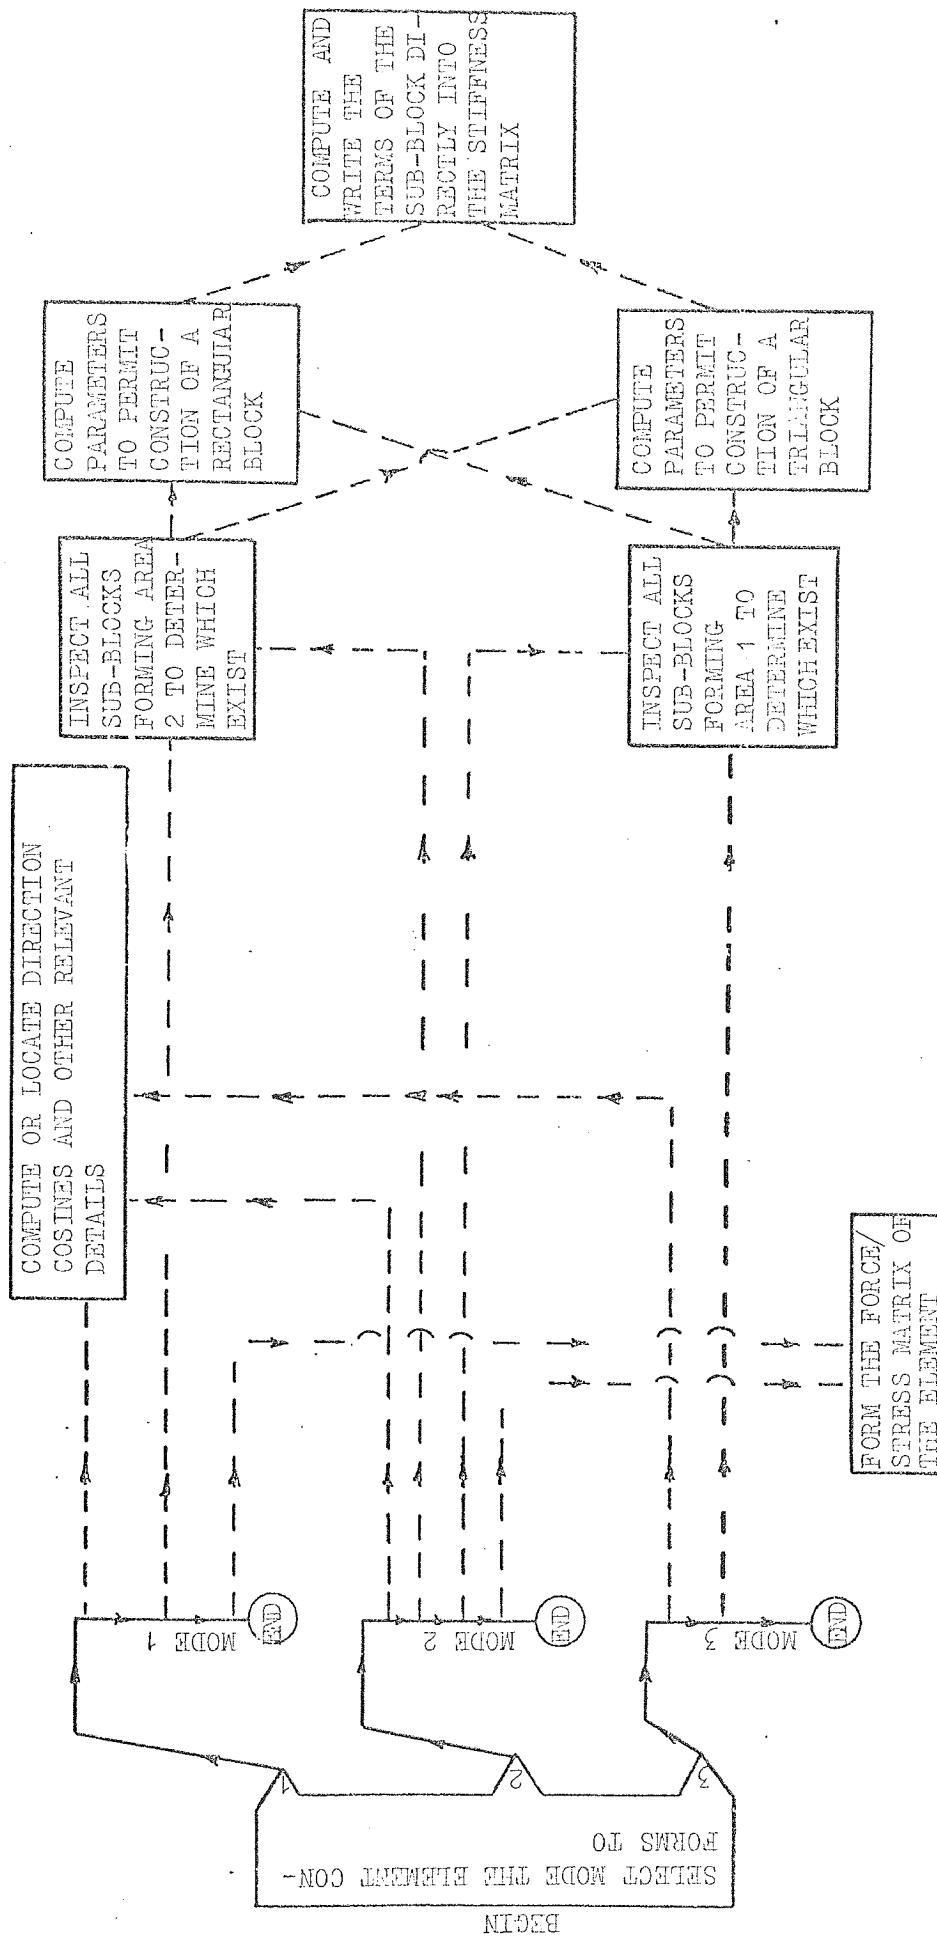 BEGIN
SELECT MODE THE ELEMENT CON-
FORMS TO
1
2
3
MODE 1
END
MODE 2
END
MODE 3
END
COMPUTE OR LOCATE DIRECTION
COSINES AND OTHER RELEVANT
DETAILS
FORM THE FORCE/
STRESS MATRIX OF
THE ELEMENT
INSPECT ALL
SUB-BLOCKS
FORMING AREA
2 TO DETER-
MINE WHICH
EXIST
INSPECT ALL
SUB-BLOCKS
FORMING
AREA 1 TO
DETERMINE
WHICH EXIST
COMPUTE
PARAMETERS
TO PERMIT
CONSTRUC-
TION OF A
RECTANGULAR
BLOCK
COMPUTE
PARAMETERS
TO PERMIT
CONSTRUC-
TION OF A
TRIANGULAR
BLOCK
COMPUTE AND
WRITE THE
TERMS OF THE
SUB-BLOCK DI-
RECTLY INTO
THE STIFFNESS
MATRIX